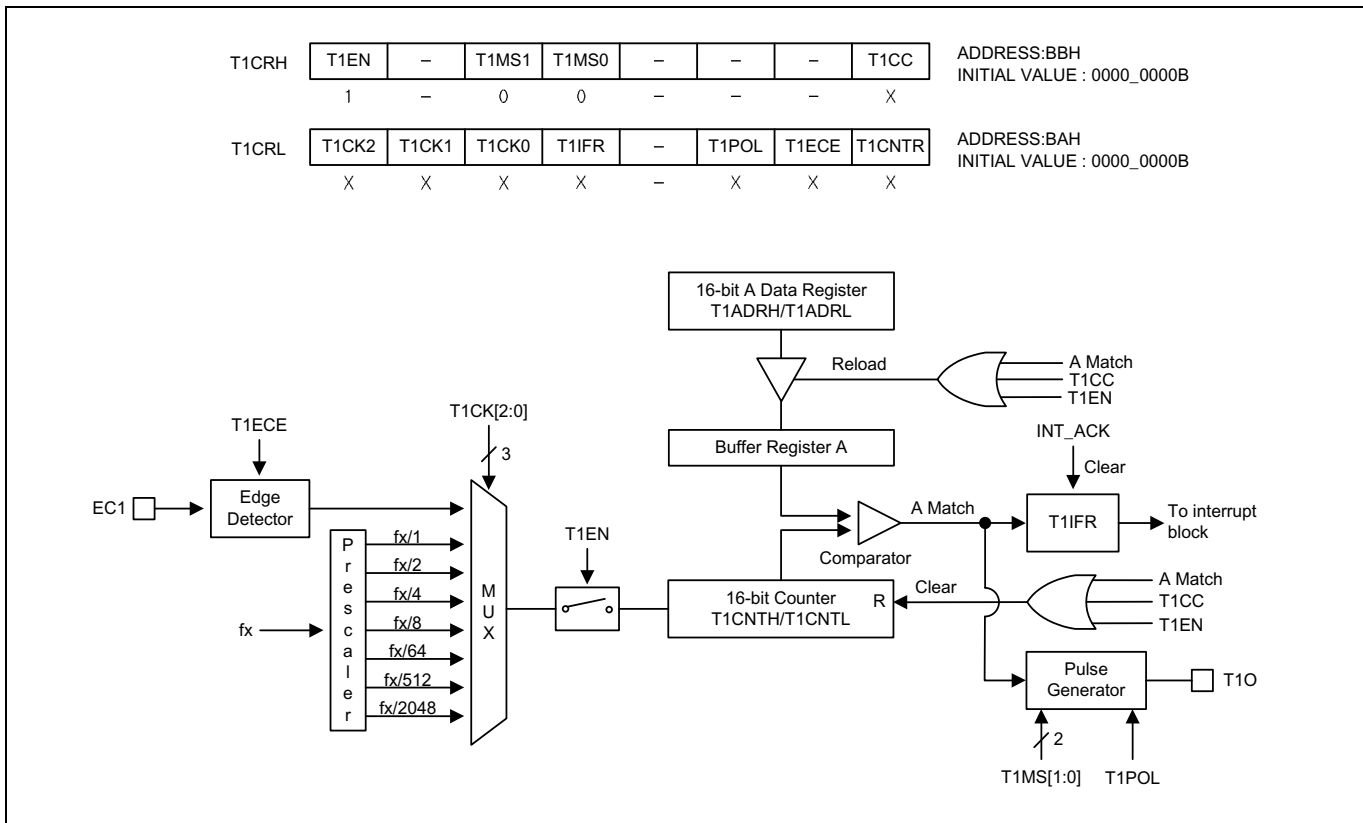 T1CRH
T1EN – T1MS1 T1MS0 – – – T1CC
ADDRESS:BBH
INITIAL VALUE : 0000_0000B
1 – 0 0 – – – X
T1CRL
T1CK2 T1CK1 T1CK0 T1IFR – T1POL T1ECE T1CNTR
ADDRESS:BAH
INITIAL VALUE : 0000_0000B
X X X X – X X X
16-bit A Data Register
T1ADRH/T1ADRL
Reload
A Match
T1CC
T1EN
T1CK[2:0]
3
T1ECE
Buffer Register A
INT_ACK
Clear
EC1
Edge
Detector
A Match
T1IFR
To interrupt
block
Comparator
Prescaler
fx/1
fx/2
fx/4
fx/8
fx/64
fx/512
fx/2048
fx
MUX
T1EN
16-bit Counter
T1CNTH/T1CNTL
R
Clear
A Match
T1CC
T1EN
Pulse
Generator
T1O
2
T1MS[1:0]
T1POL